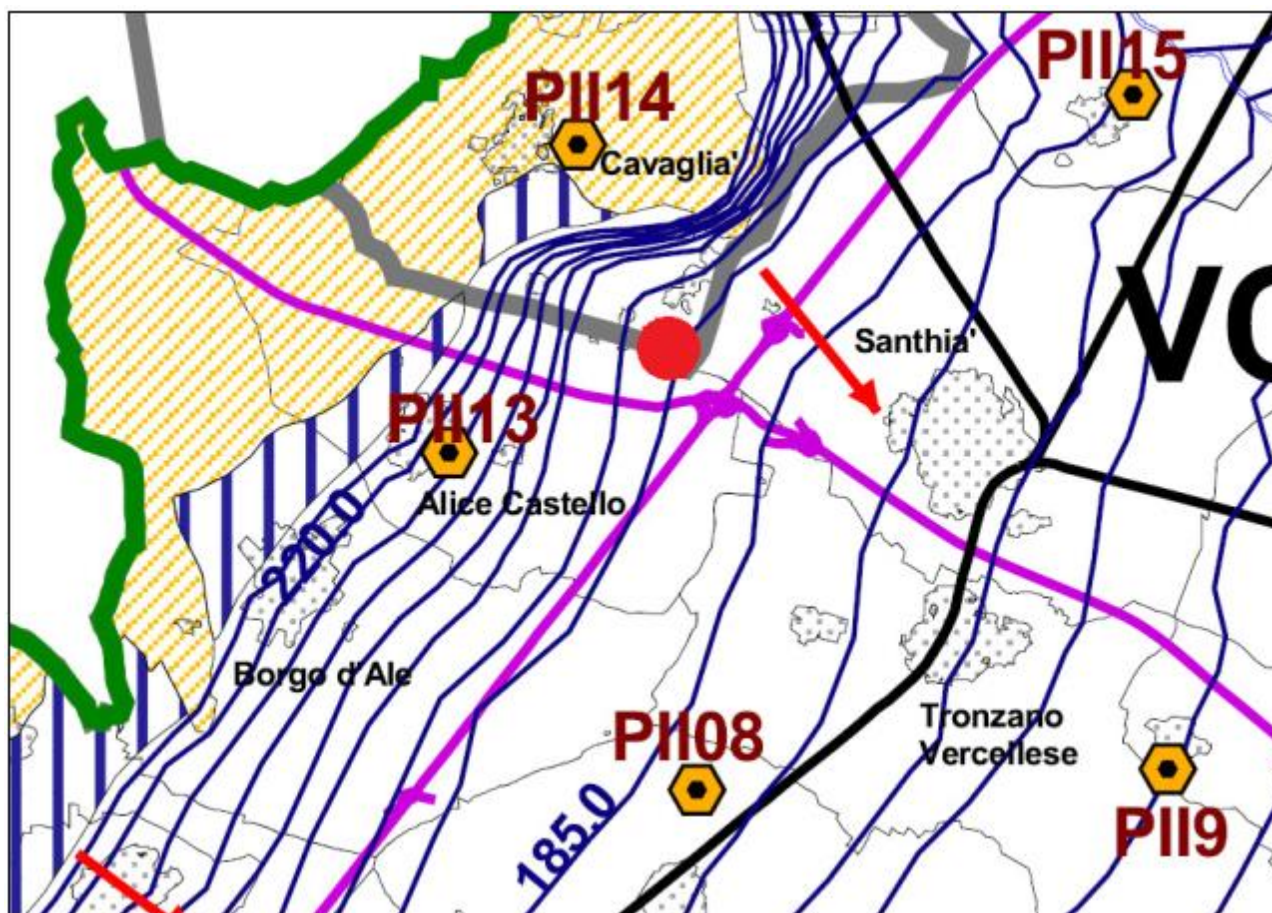 PII15
PII14
Cavaglia'
VC
Santhia'
PII13
Alice Castello
220.0
Borgo d'Ale
PII08
Tronzano
Vercellese
185.0
PII9